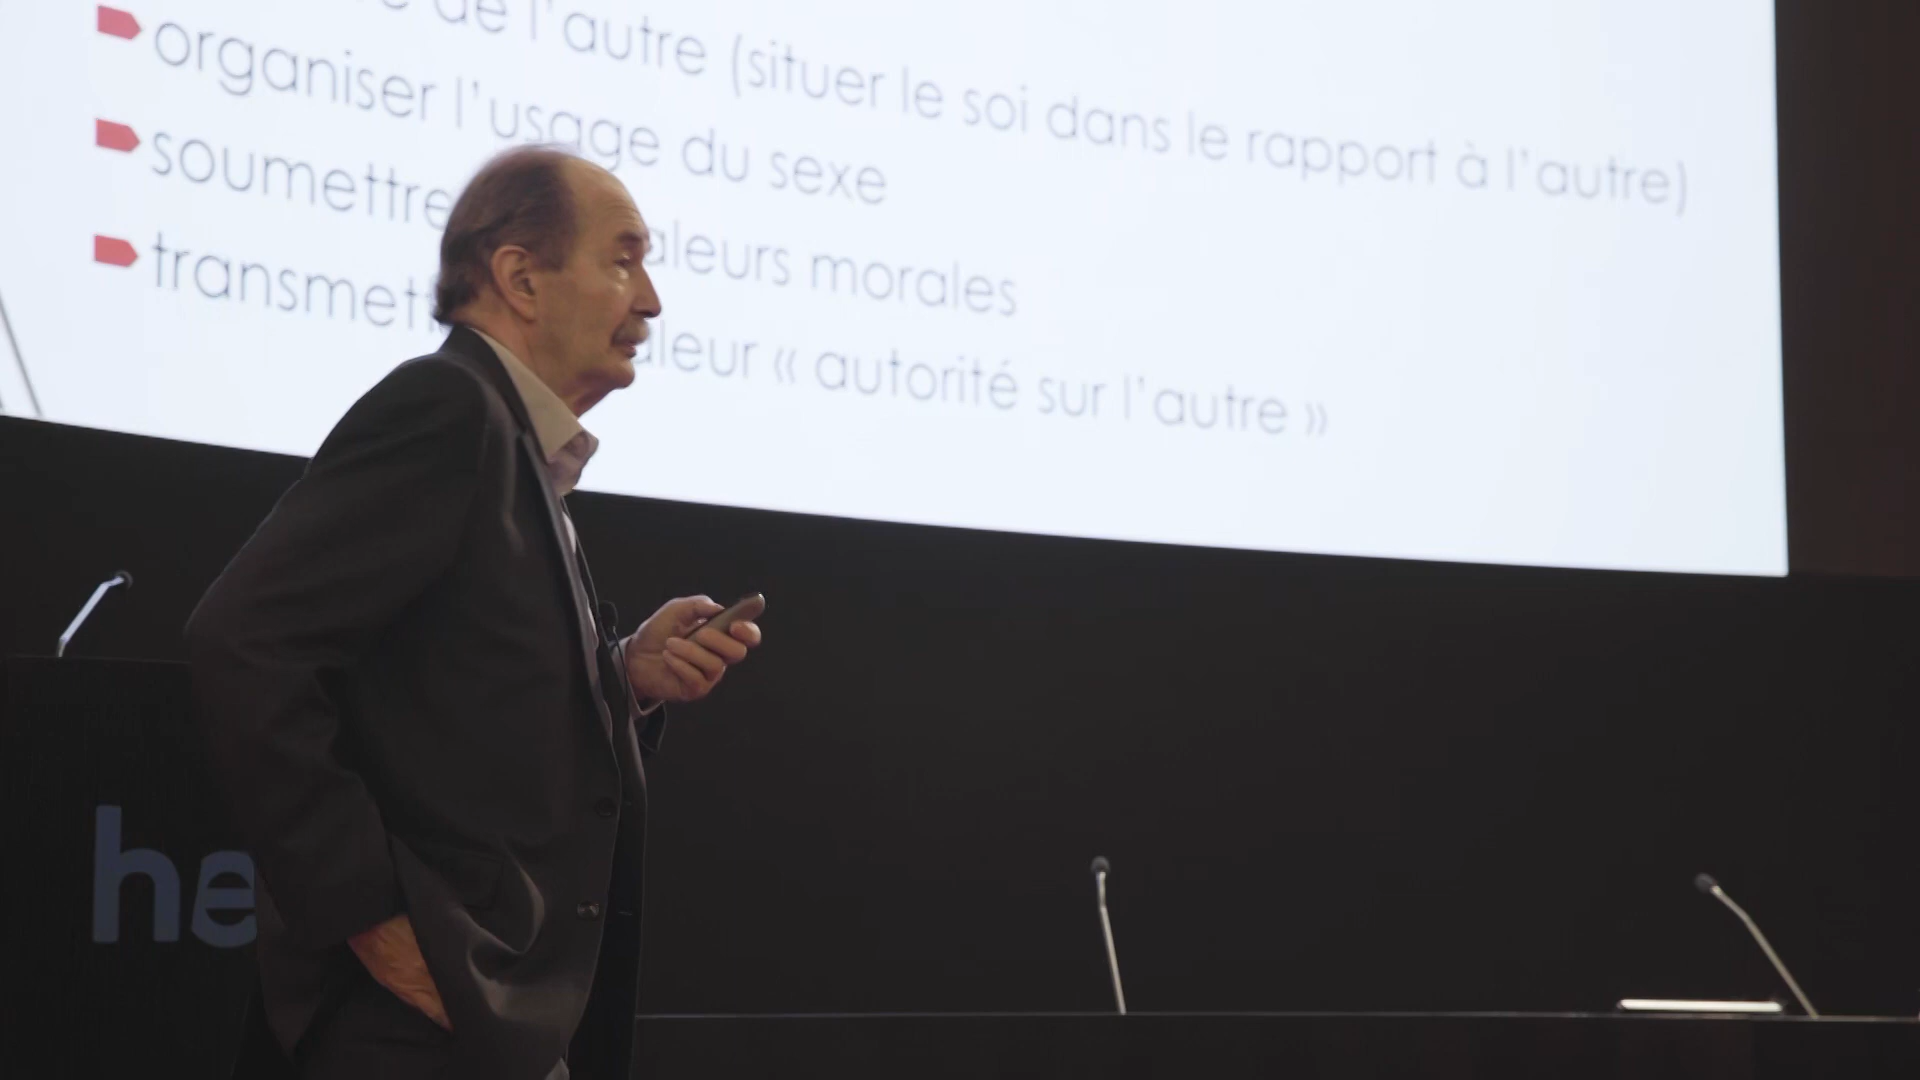 de l'autre (situer le soi dans le rapport à l'autre)
organiser l'usage du sexe
soumettre aleurs morales
transmett aleur « autorité sur l'autre »
he